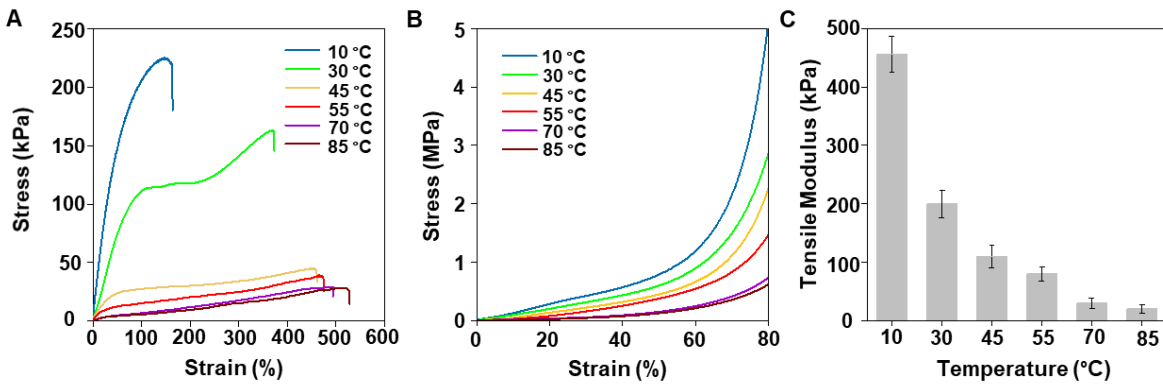 A
Stress (kPa)
250
200
150
100
50
0
0 100 200 300 400 500 600
Strain (%)
10 °C
30 °C
45 °C
55 °C
70 °C
85 °C
B
Stress (MPa)
5
4
3
2
1
0
0 20 40 60 80
Strain (%)
10 °C
30 °C
45 °C
55 °C
70 °C
85 °C
C
Tensile Modulus (kPa)
500
400
300
200
100
0
10 30 45 55 70 85
Temperature (°C)